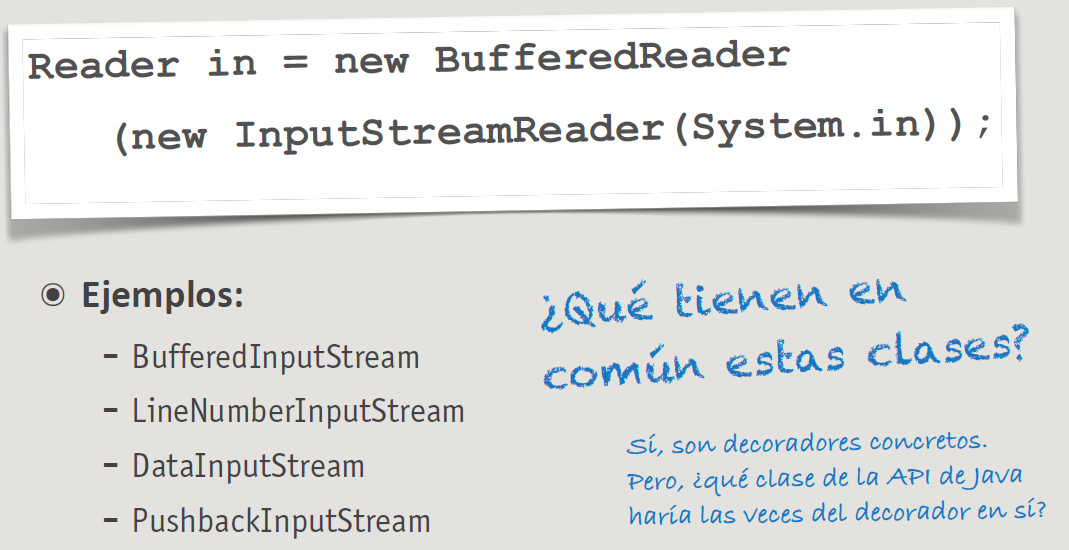 Reader in = new BufferedReader
(new InputStreamReader(System.in));
◉ Ejemplos:
– BufferedInputStream
– LineNumberInputStream
– DataInputStream
– PushbackInputStream
¿Qué tienen en
común estas clases?
Sí, son decoradores concretos.
Pero, ¿qué clase de la API de Java
haría las veces del decorador en sí?